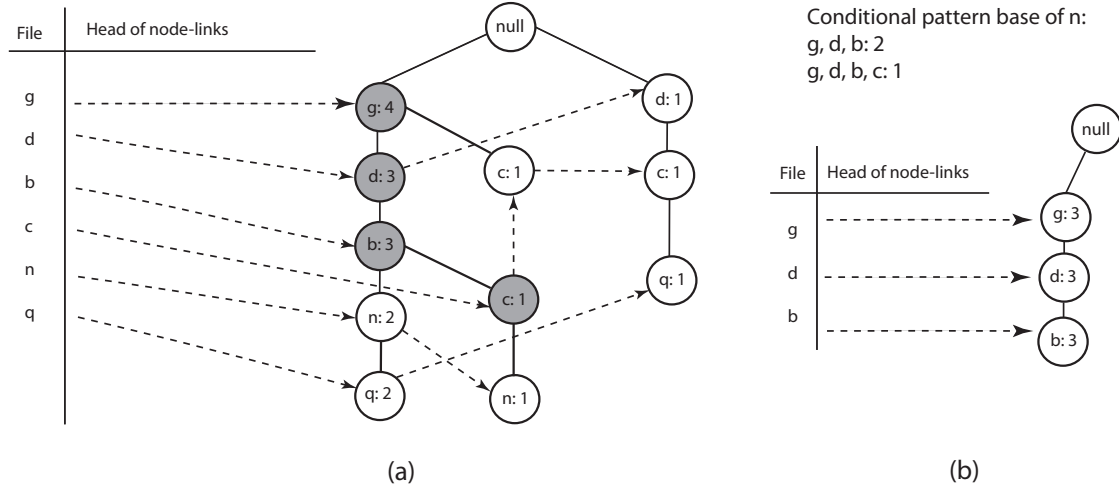 File
Head of node-links
g
d
b
c
n
q
null
g: 4
d: 1
d: 3
c: 1
c: 1
b: 3
c: 1
q: 1
n: 2
q: 2
n: 1
(a)
Conditional pattern base of n:
g, d, b: 2
g, d, b, c: 1
null
File
Head of node-links
g
d
b
g: 3
d: 3
b: 3
(b)